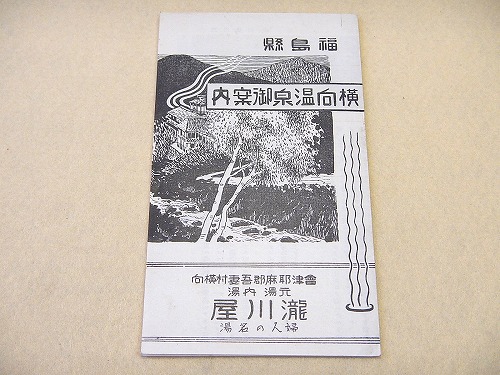 福島縣
横向温泉御案内
會津耶麻郡吾妻村横向
元湯 内湯
瀧川屋
婦人の名湯